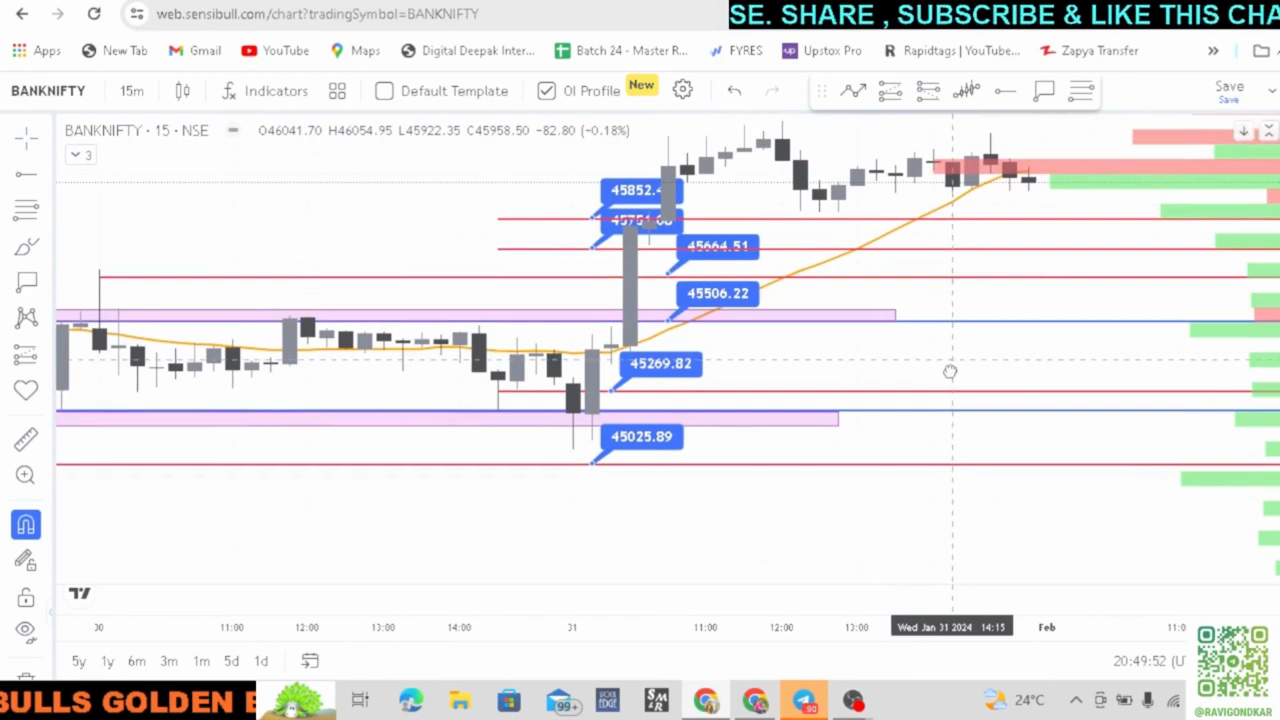 SE. SHARE , SUBSCRIBE & LIKE THIS CHA
web.sensibull.com/chart?tradingSymbol=BANKNIFTY
Apps New Tab Gmail YouTube Maps Digital Deepak Inter... Batch 24 - Master R... FYRES Upstox Pro Rapidtags | YouTube... Zapya Transfer
BANKNIFTY 15m Indicators Default Template OI Profile New Save
Save
BANKNIFTY · 15 · NSE O46041.70 H46054.95 L45922.35 C45958.50 -82.80 (-0.18%)
3
45852.4
45664.51
45506.22
45269.82
45025.89
11:00 12:00 13:00 14:00 31 11:00 12:00 13:00 Wed Jan 31 2024 14:15 Feb 11:0
5y 1y 6m 3m 1m 5d 1d 20:49:52 (U
BULLS GOLDEN 99+ 24°C
@RAVIGONDKAR